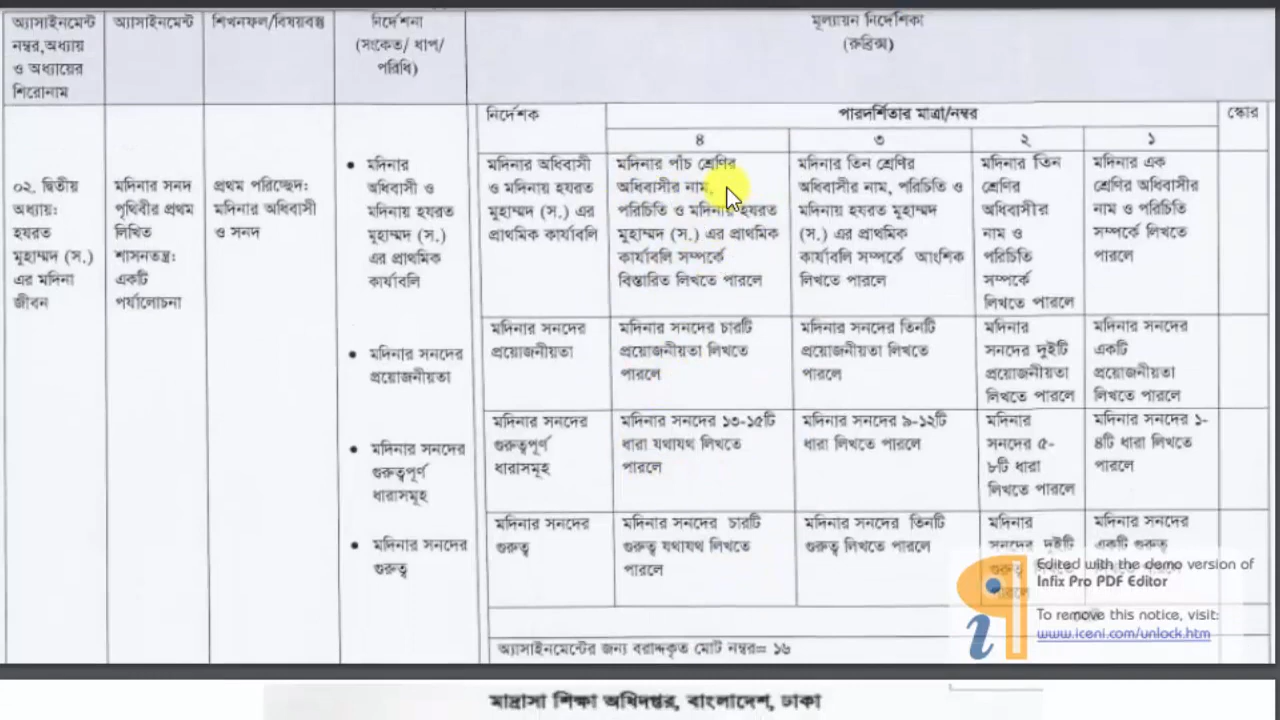 অ্যাসাইনমেন্ট
নম্বর,অধ্যায়
ও অধ্যায়ের
শিরোনাম
অ্যাসাইনমেন্ট
শিখনফল/বিষয়বস্তু
নির্দেশনা
(সংকেত/ ধাপ/
পরিধি)
মূল্যায়ন নির্দেশিকা
(রুব্রিক্স)
নির্দেশক
পারদর্শিতার মাত্রা/নম্বর
স্কোর
৪
৩
২
১
০২. দ্বিতীয়
অধ্যায়:
হযরত
মুহাম্মদ (স.)
এর মদিনা
জীবন
মদিনার সনদ
পৃথিবীর প্রথম
লিখিত
শাসনতন্ত্র:
একটি
পর্যালোচনা
প্রথম পরিচ্ছেদ:
মদিনার অধিবাসী
ও সনদ
• মদিনার
অধিবাসী ও
মদিনায় হযরত
মুহাম্মদ (স.)
এর প্রাথমিক
কার্যাবলি
মদিনার অধিবাসী
ও মদিনায় হযরত
মুহাম্মদ (স.) এর
প্রাথমিক কার্যাবলি
মদিনার পাঁচ শ্রেণির
অধিবাসীর নাম,
পরিচিতি ও মদিনায় হযরত
মুহাম্মদ (স.) এর প্রাথমিক
কার্যাবলি সম্পর্কে
বিস্তারিত লিখতে পারলে
মদিনার তিন শ্রেণির
অধিবাসীর নাম, পরিচিতি ও
মদিনায় হযরত মুহাম্মদ
(স.) এর প্রাথমিক
কার্যাবলি সম্পর্কে আংশিক
লিখতে পারলে
মদিনার তিন
শ্রেণির
অধিবাসীর
নাম ও
পরিচিতি
সম্পর্কে
লিখতে পারলে
মদিনার এক
শ্রেণির অধিবাসীর
নাম ও পরিচিতি
সম্পর্কে লিখতে
পারলে
• মদিনার সনদের
প্রয়োজনীয়তা
মদিনার সনদের
প্রয়োজনীয়তা
মদিনার সনদের চারটি
প্রয়োজনীয়তা লিখতে
পারলে
মদিনার সনদের তিনটি
প্রয়োজনীয়তা লিখতে
পারলে
মদিনার
সনদের দুইটি
প্রয়োজনীয়তা
লিখতে পারলে
মদিনার সনদের
একটি
প্রয়োজনীয়তা
লিখতে পারলে
• মদিনার সনদের
গুরুত্বপূর্ণ
ধারাসমূহ
মদিনার সনদের
গুরুত্বপূর্ণ
ধারাসমূহ
মদিনার সনদের ১৩-১৫টি
ধারা যথাযথ লিখতে
পারলে
মদিনার সনদের ৯-১২টি
ধারা লিখতে পারলে
মদিনার
সনদের ৫-
৮টি ধারা
লিখতে পারলে
মদিনার সনদের ১-
৪টি ধারা লিখতে
পারলে
• মদিনার সনদের
গুরুত্ব
মদিনার সনদের
গুরুত্ব
মদিনার সনদের চারটি
গুরুত্ব যথাযথ লিখতে
পারলে
মদিনার সনদের তিনটি
গুরুত্ব লিখতে পারলে
মদিনার
সনদের দুইটি
গুরুত্ব লিখতে
পারলে
মদিনার সনদের
একটি গুরুত্ব
লিখতে পারলে
Edited with the demo version of
Infix Pro PDF Editor
To remove this notice, visit:
www.iceni.com/unlock.htm
অ্যাসাইনমেন্টের জন্য বরাদ্দকৃত মোট নম্বর= ১৬
মাদ্রাসা শিক্ষা অধিদপ্তর, বাংলাদেশ, ঢাকা